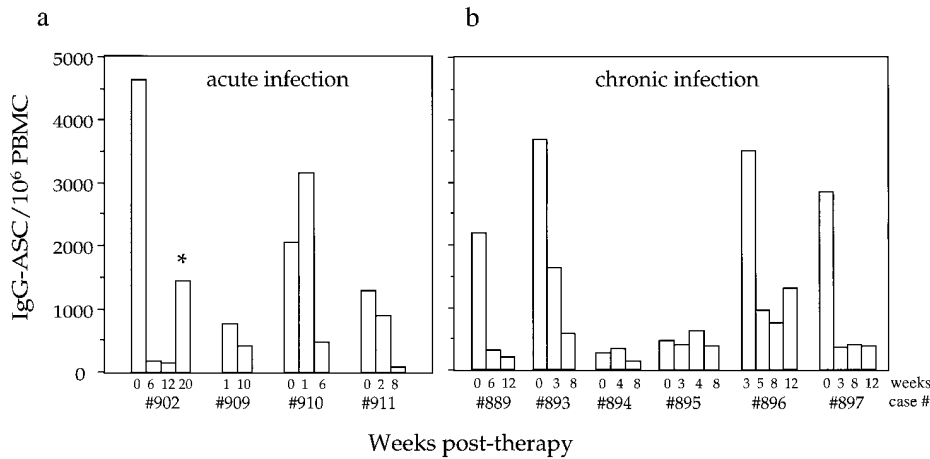 a
b
5000
4000
3000
2000
1000
0
IgG-ASC/10⁶ PBMC
acute infection
chronic infection
*
0 6 12 20 1 10 0 1 6 0 2 8
#902 #909 #910 #911
0 6 12 0 3 8 0 4 8 0 3 4 8 3 5 8 12 0 3 8 12 weeks
#889 #893 #894 #895 #896 #897 case #
Weeks post-therapy